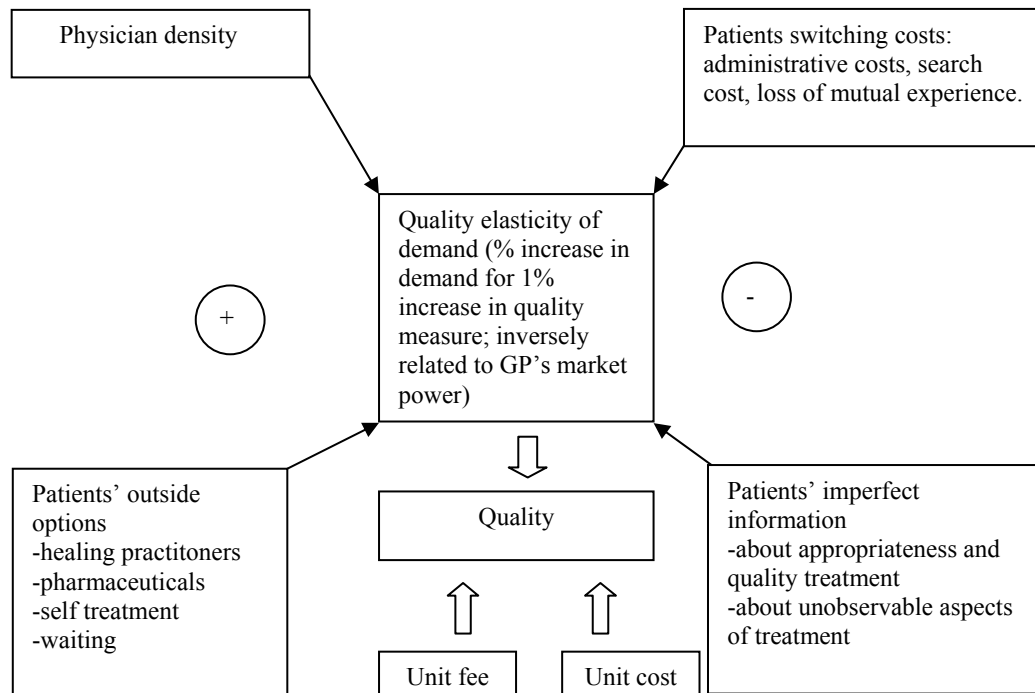 Physician density
Patients switching costs:
administrative costs, search
cost, loss of mutual experience.
Quality elasticity of
demand (% increase in
demand for 1%
increase in quality
measure; inversely
related to GP’s market
power)
+
-
Patients’ outside
options
-healing practitoners
-pharmaceuticals
-self treatment
-waiting
Quality
Patients’ imperfect
information
-about appropriateness and
quality treatment
-about unobservable aspects
of treatment
Unit fee
Unit cost